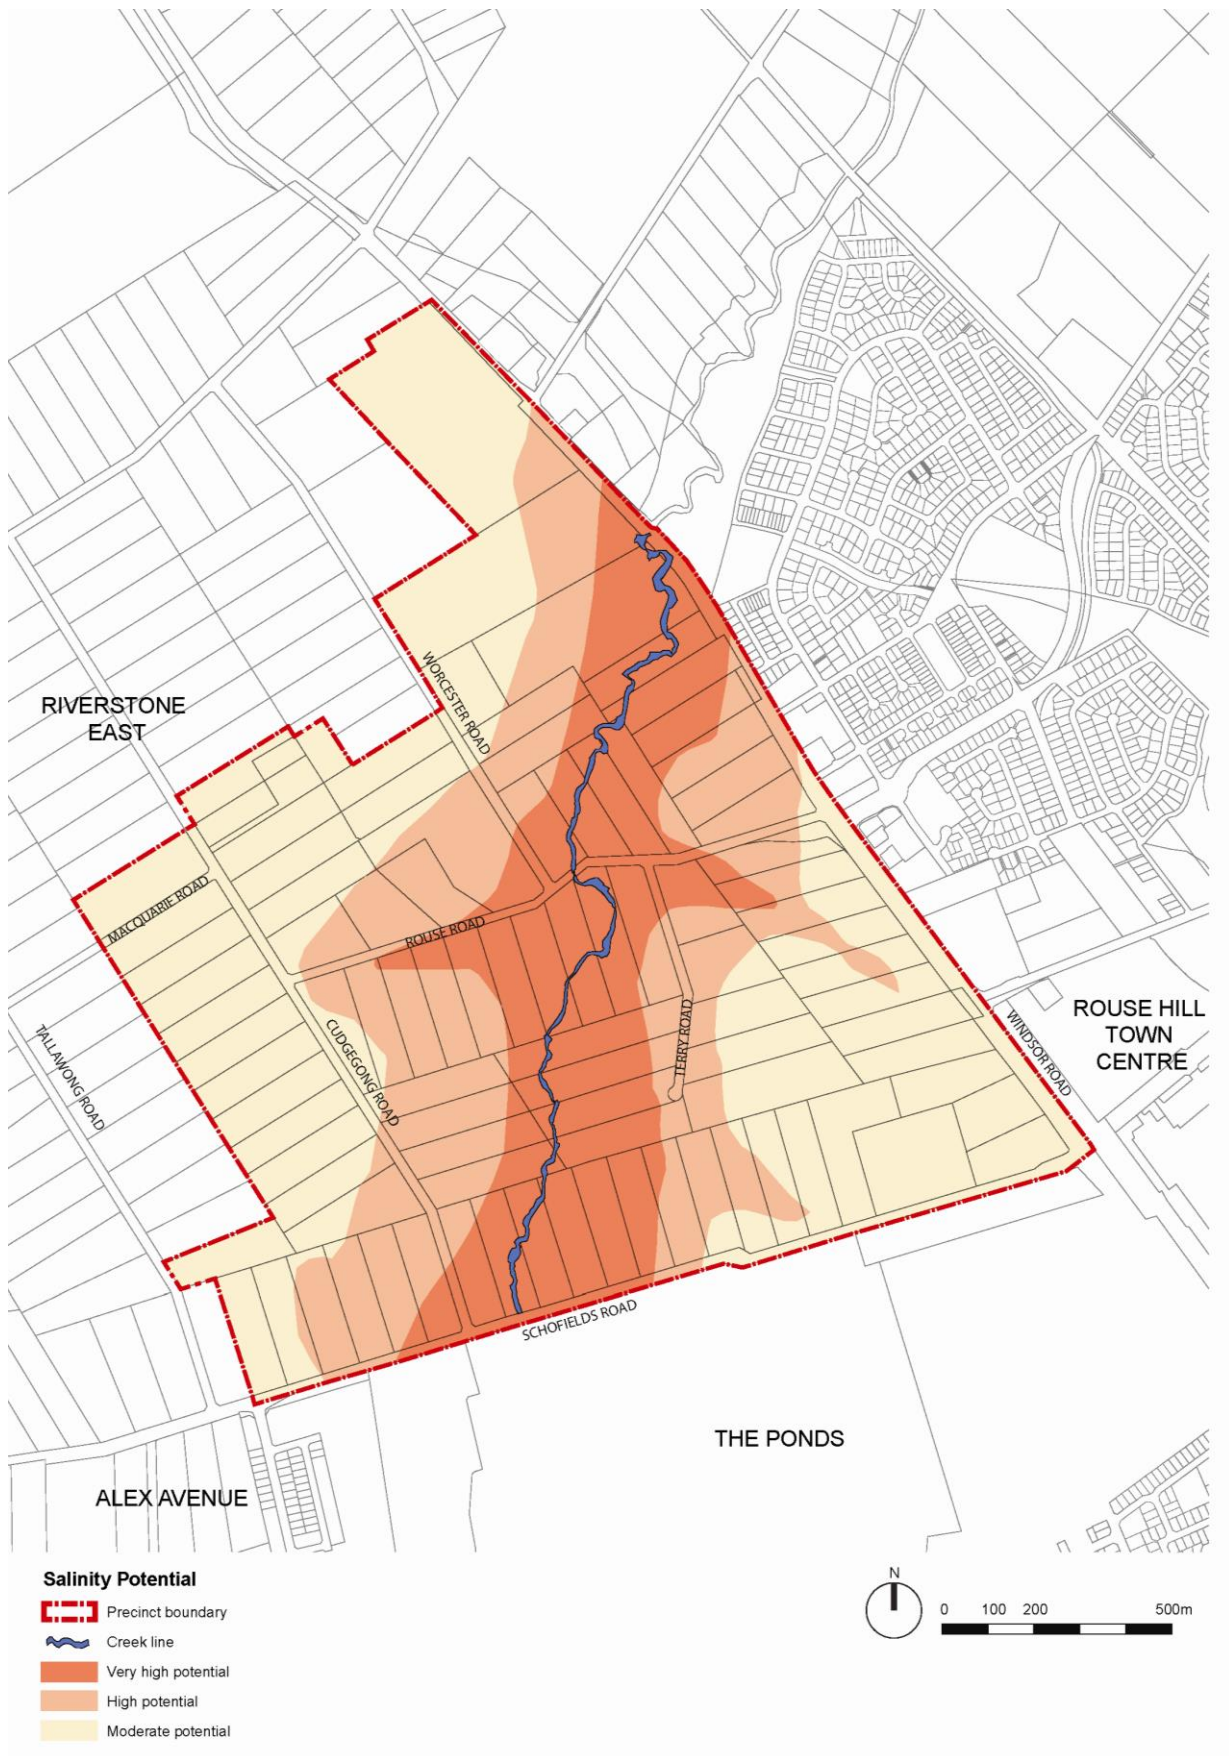 WORCESTER ROAD
RIVERSTONE
EAST
MACQUARIE ROAD
ROUSE ROAD
TALLAWONG ROAD
CUDGEGONG ROAD
TERRY ROAD
WINDSOR ROAD
ROUSE HILL
TOWN
CENTRE
SCHOFIELDS ROAD
THE PONDS
ALEX AVENUE
Salinity Potential
Precinct boundary
Creek line
Very high potential
High potential
Moderate potential
N
0 100 200 500m